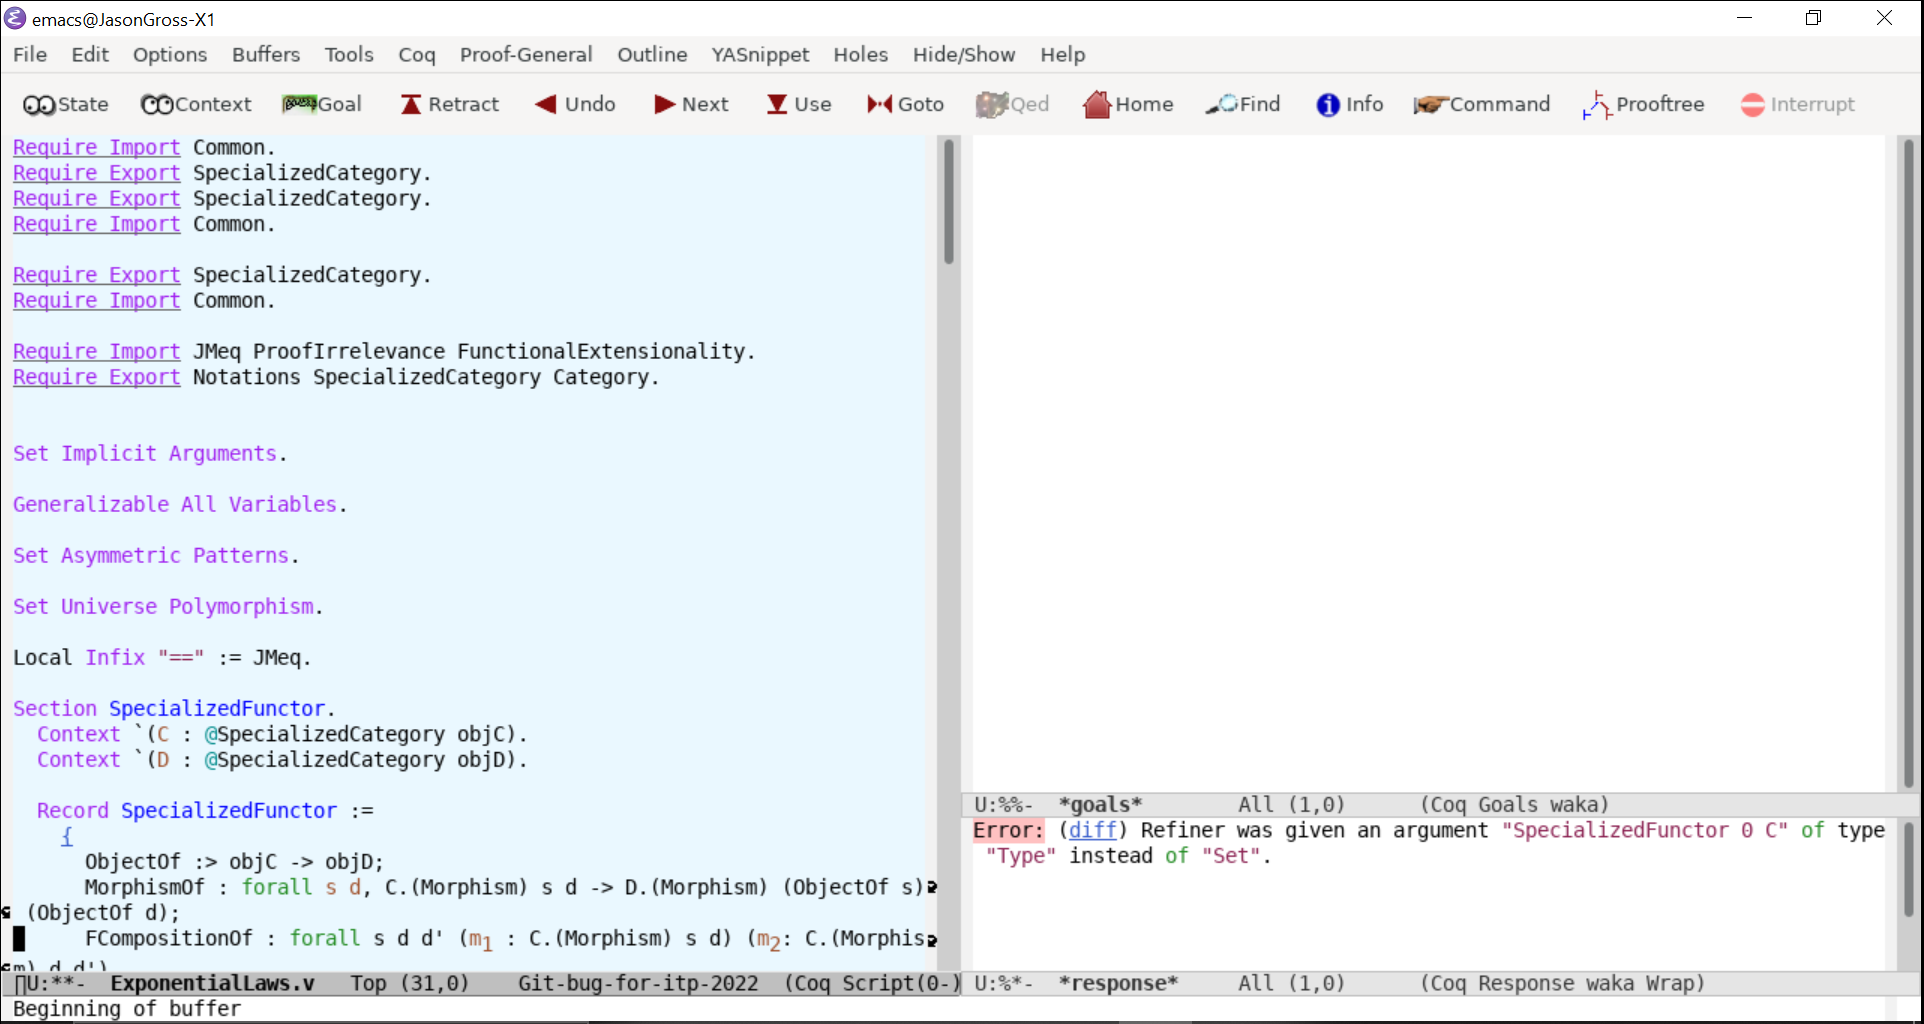 emacs@JasonGross-X1
File Edit Options Buffers Tools Coq Proof-General Outline YASnippet Holes Hide/Show Help
State Context Goal Retract Undo Next Use Goto Qed Home Find Info Command Prooftree Interrupt
Require Import Common.
Require Export SpecializedCategory.
Require Export SpecializedCategory.
Require Import Common.
Require Export SpecializedCategory.
Require Import Common.
Require Import JMeq ProofIrrelevance FunctionalExtensionality.
Require Export Notations SpecializedCategory Category.
Set Implicit Arguments.
Generalizable All Variables.
Set Asymmetric Patterns.
Set Universe Polymorphism.
Local Infix "==" := JMeq.
Section SpecializedFunctor.
Context `(C : @SpecializedCategory objC).
Context `(D : @SpecializedCategory objD).
Record SpecializedFunctor :=
{
ObjectOf :> objC -> objD;
MorphismOf : forall s d, C.(Morphism) s d -> D.(Morphism) (ObjectOf s)
(ObjectOf d);
FCompositionOf : forall s d d' (m1 : C.(Morphism) s d) (m2: C.(Morphis
m) d d')
U:**- ExponentialLaws.v Top (31,0) Git-bug-for-itp-2022 (Coq Script(0-)
Beginning of buffer
U:%%- *goals* All (1,0) (Coq Goals waka)
Error: (diff) Refiner was given an argument "SpecializedFunctor 0 C" of type
"Type" instead of "Set".
U:%*- *response* All (1,0) (Coq Response waka Wrap)